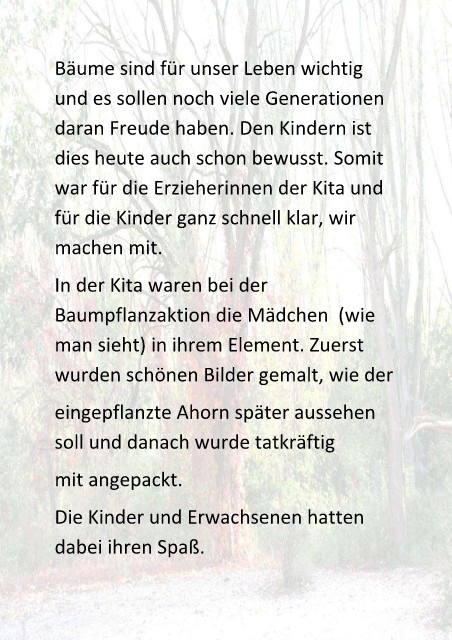 Bäume sind für unser Leben wichtig
und es sollen noch viele Generationen
daran Freude haben. Den Kindern ist
dies heute auch schon bewusst. Somit
war für die Erzieherinnen der Kita und
für die Kinder ganz schnell klar, wir
machen mit.
In der Kita waren bei der
Baumpflanzaktion die Mädchen  (wie
man sieht) in ihrem Element. Zuerst
wurden schönen Bilder gemalt, wie der
eingepflanzte Ahorn später aussehen
soll und danach wurde tatkräftig
mit angepackt.
Die Kinder und Erwachsenen hatten
dabei ihren Spaß.